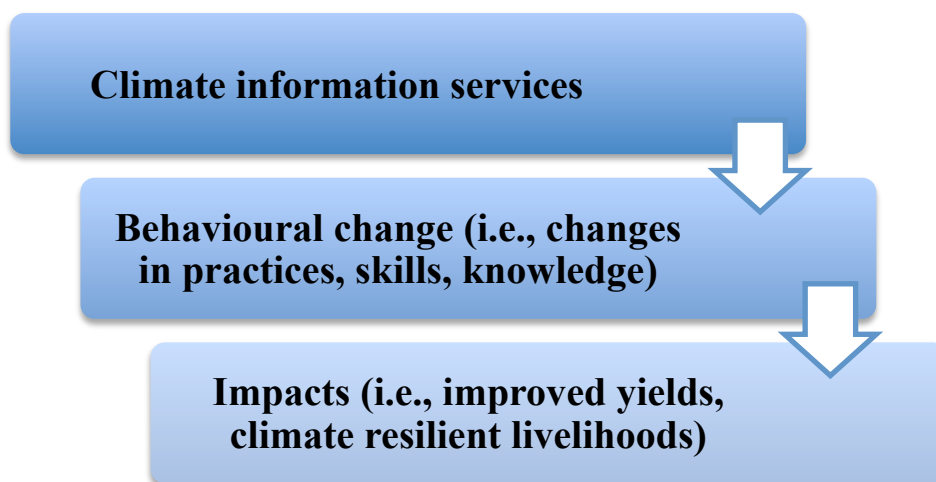 Climate information services
Behavioural change (i.e., changes
in practices, skills, knowledge)
Impacts (i.e., improved yields,
climate resilient livelihoods)